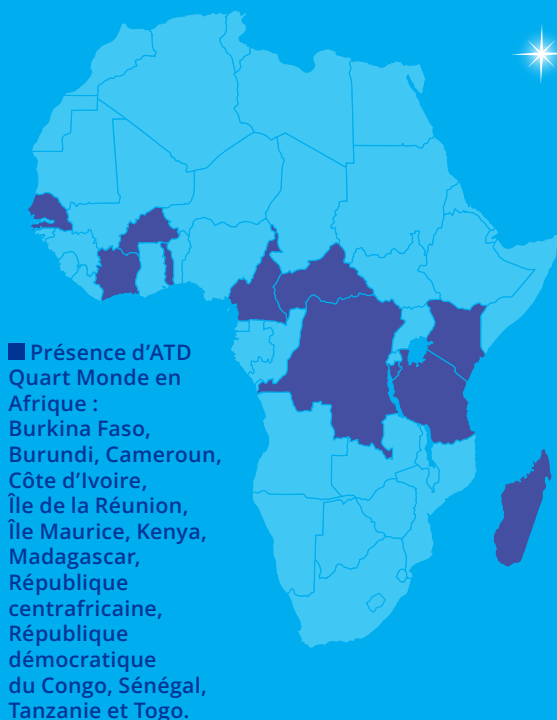 Présence d’ATD
Quart Monde en
Afrique :
Burkina Faso,
Burundi, Cameroun,
Côte d’Ivoire,
Île de la Réunion,
Île Maurice, Kenya,
Madagascar,
République
centrafricaine,
République
démocratique
du Congo, Sénégal,
Tanzanie et Togo.